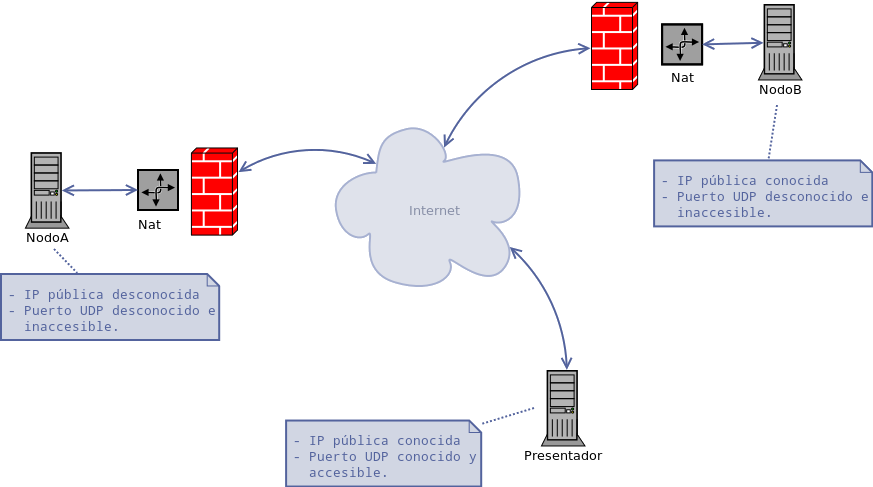 Nat
NodoB
- IP pública conocida
- Puerto UDP desconocido e
inaccesible.
Internet
Nat
NodoA
- IP pública desconocida
- Puerto UDP desconocido e
inaccesible.
- IP pública conocida
- Puerto UDP conocido y
accesible.
Presentador